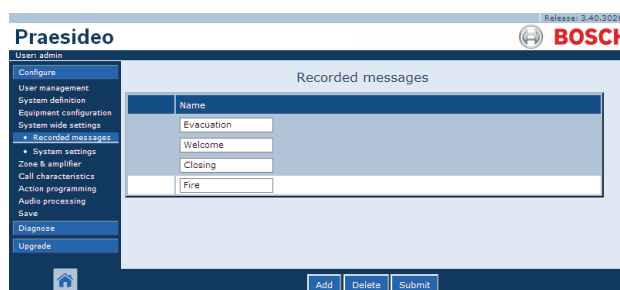 Release: 3.40.3026
Praesideo
BOSCH
User: admin
Configure
User management
System definition
Equipment configuration
System wide settings
• Recorded messages
• System settings
Zone & amplifier
Call characteristics
Action programming
Audio processing
Save
Diagnose
Upgrade
Recorded messages
Name
Evacuation
Welcome
Closing
Fire
Add Delete Submit